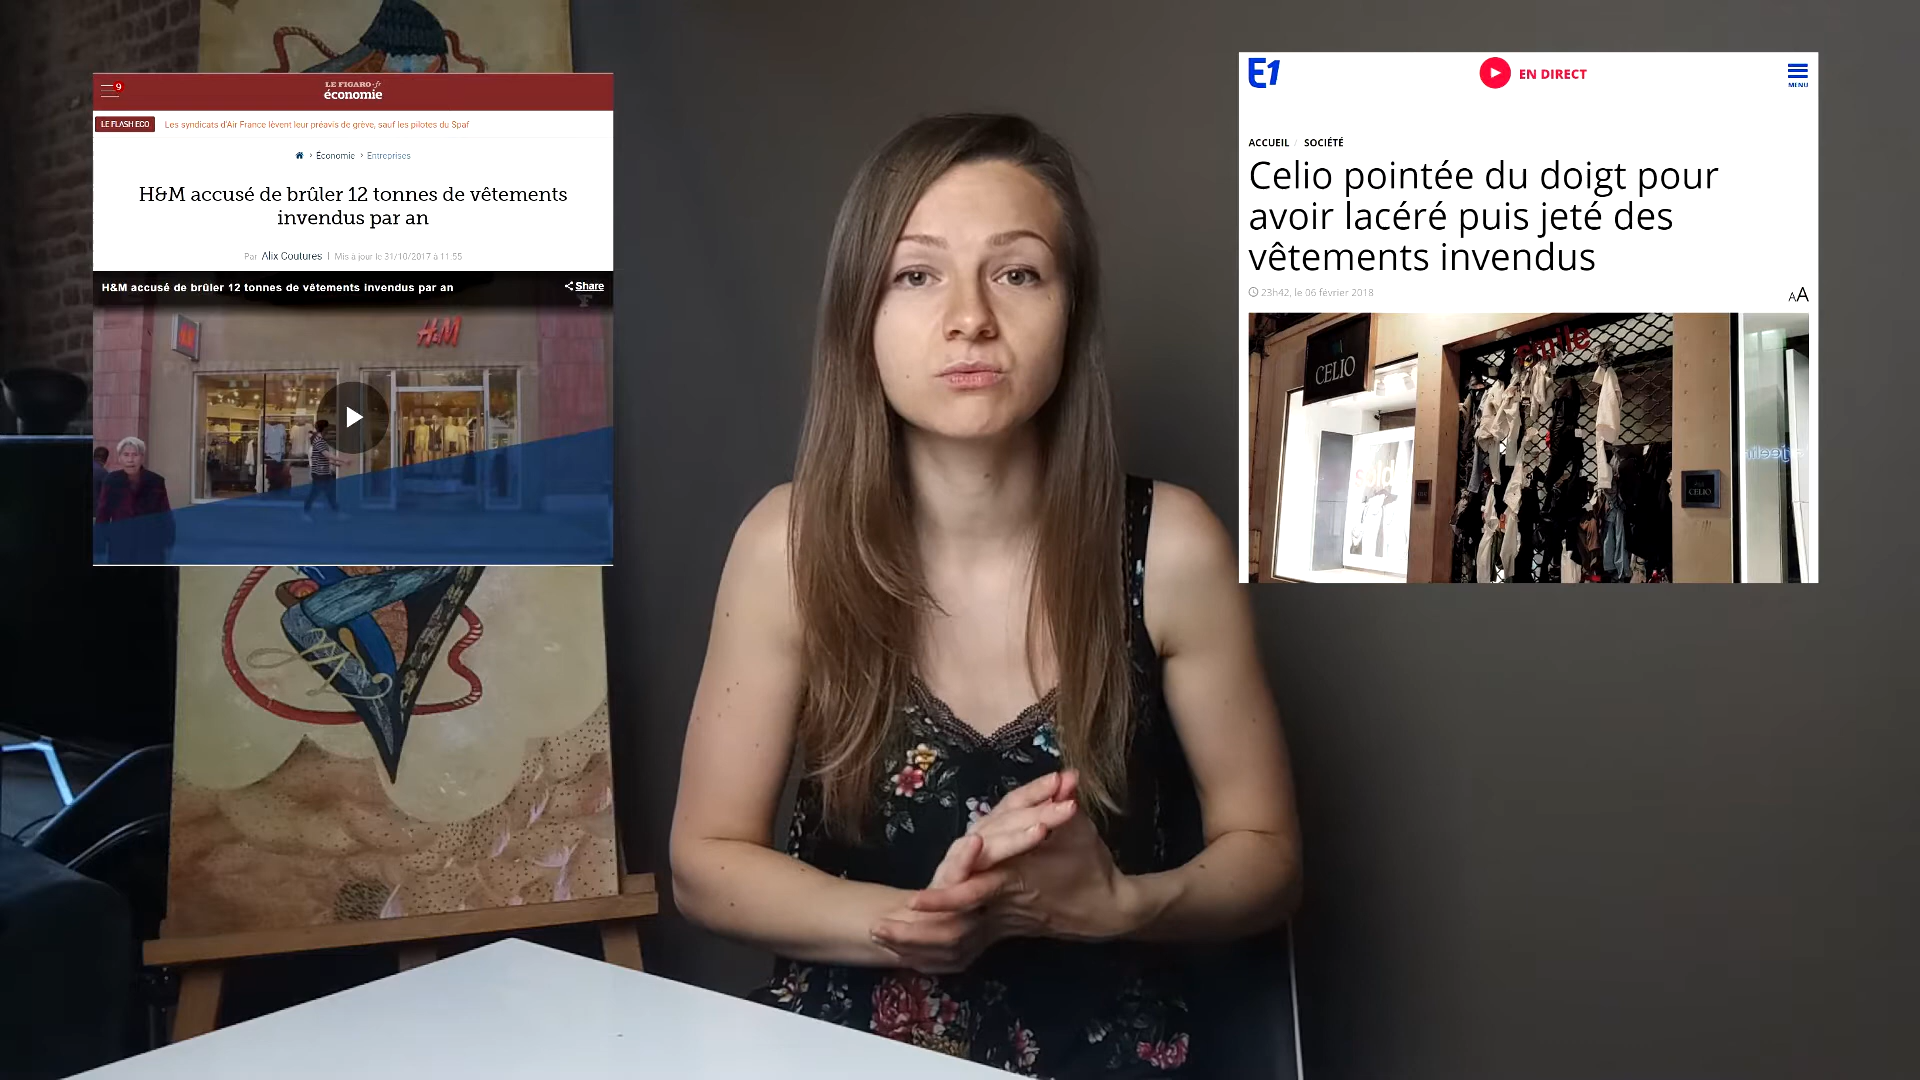 9
LE FIGARO.fr
économie
LE FLASH ECO
Les syndicats d'Air France lèvent leur préavis de grève, sauf les pilotes du Spaf
> Économie > Entreprises
H&M accusé de brûler 12 tonnes de vêtements
invendus par an
Par Alix Coutures | Mis à jour le 31/10/2017 à 11:55
H&M accusé de brûler 12 tonnes de vêtements invendus par an
Share
H&M
E1
EN DIRECT
MENU
ACCUEIL / SOCIÉTÉ
Celio pointée du doigt pour
avoir lacéré puis jeté des
vêtements invendus
23h42, le 06 février 2018
AA
smile
CELIO
CELIO